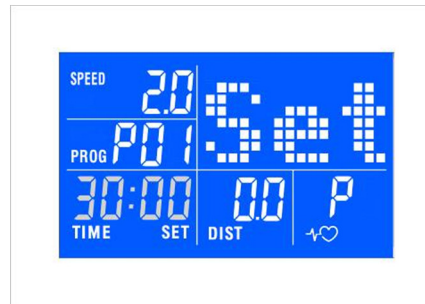 SPEED 2.0
Set
PROG P01
30:00 0.0 P
TIME SET DIST